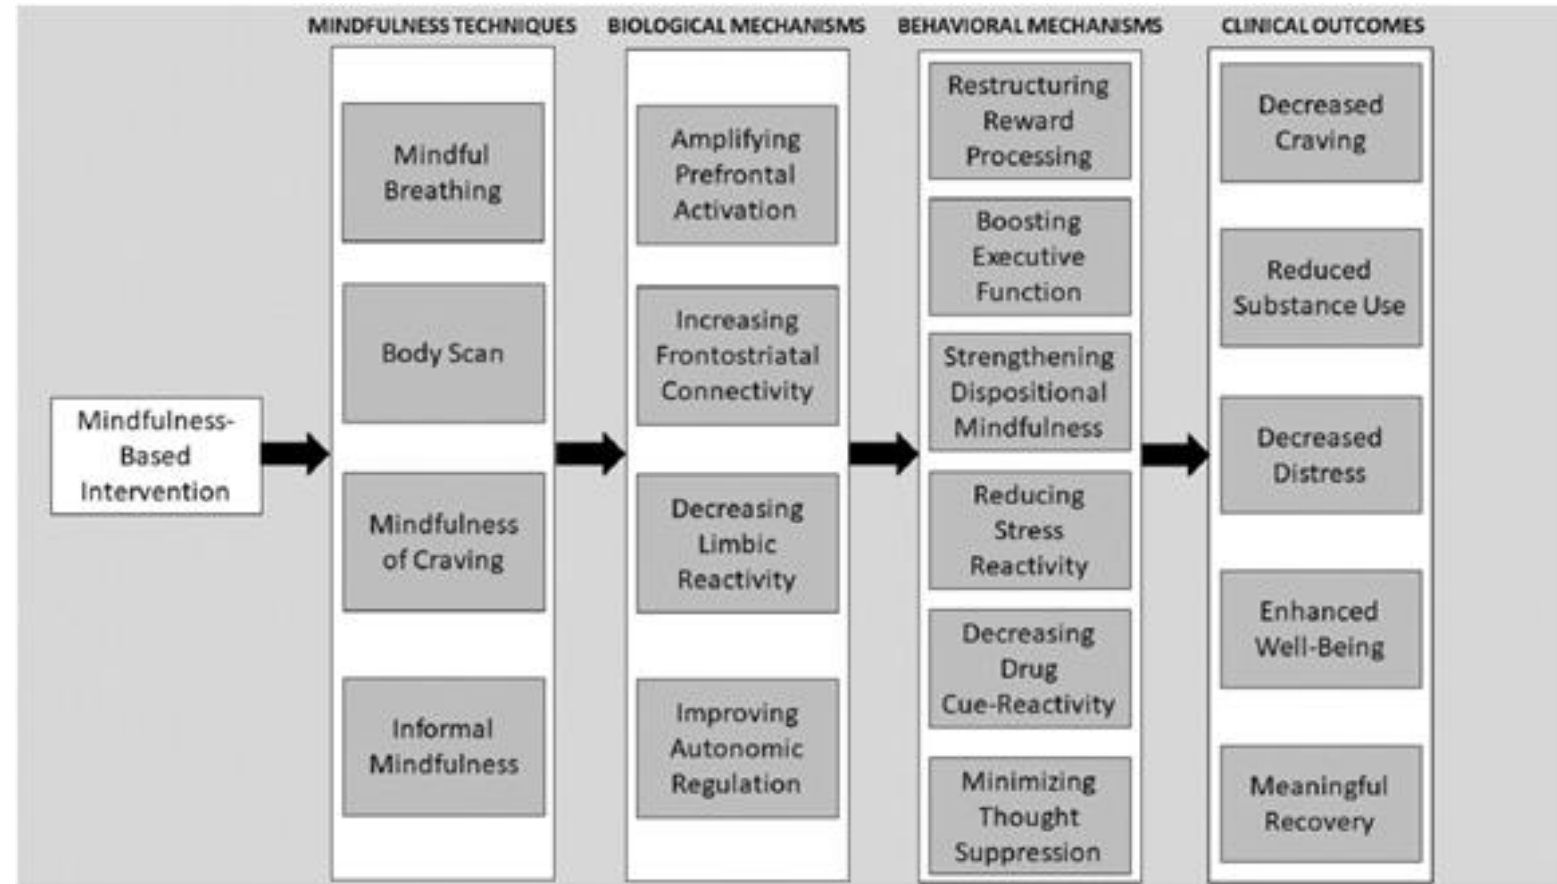 MINDFULNESS TECHNIQUES
BIOLOGICAL MECHANISMS
BEHAVIORAL MECHANISMS
CLINICAL OUTCOMES
Mindfulness-
Based
Intervention
Mindful
Breathing
Body Scan
Mindfulness
of Craving
Informal
Mindfulness
Amplifying
Prefrontal
Activation
Increasing
Frontostriatal
Connectivity
Decreasing
Limbic
Reactivity
Improving
Autonomic
Regulation
Restructuring
Reward
Processing
Boosting
Executive
Function
Strengthening
Dispositional
Mindfulness
Reducing
Stress
Reactivity
Decreasing
Drug
Cue-Reactivity
Minimizing
Thought
Suppression
Decreased
Craving
Reduced
Substance Use
Decreased
Distress
Enhanced
Well-Being
Meaningful
Recovery